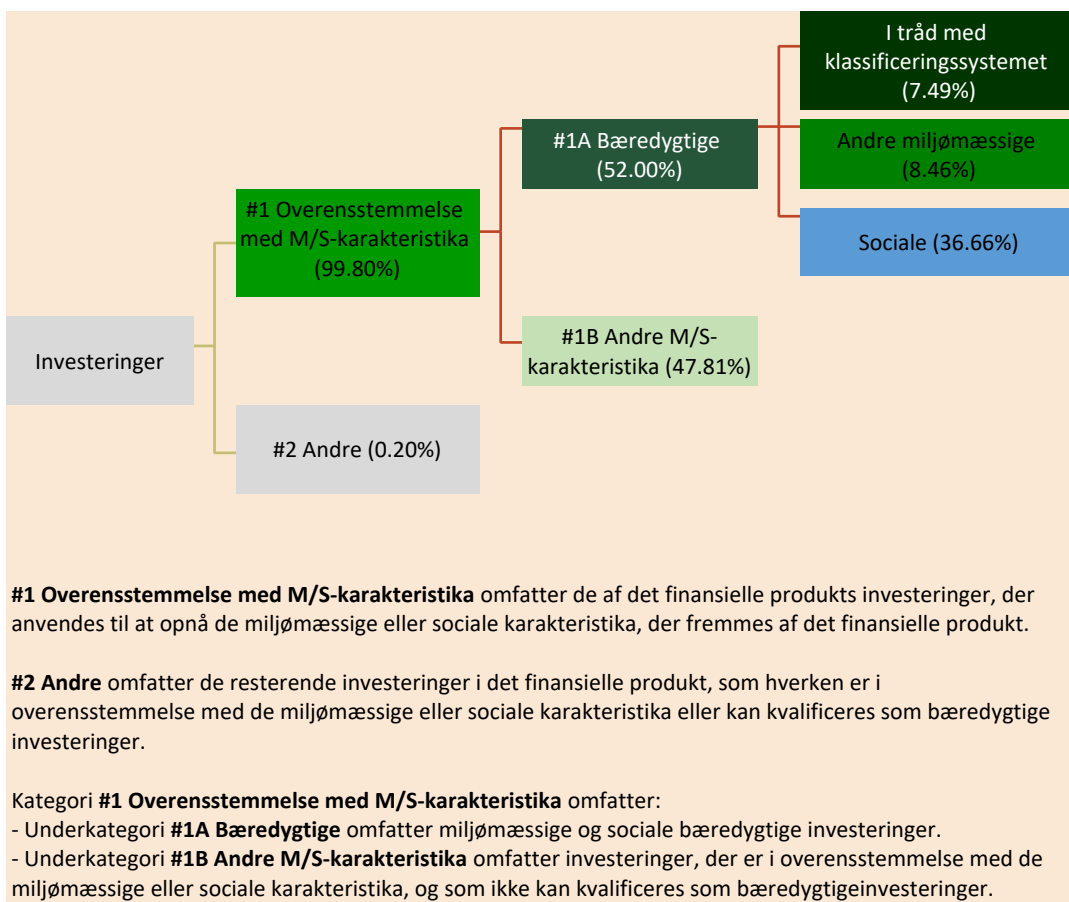 I tråd med
klassificeringssystemet
(7.49%)
#1A Bæredygtige
(52.00%)
Andre miljømæssige
(8.46%)
#1 Overensstemmelse
med M/S-karakteristika
(99.80%)
Sociale (36.66%)
Investeringer
#1B Andre M/S-
karakteristika (47.81%)
#2 Andre (0.20%)
#1 Overensstemmelse med M/S-karakteristika omfatter de af det finansielle produkts investeringer, der
anvendes til at opnå de miljømæssige eller sociale karakteristika, der fremmes af det finansielle produkt.
#2 Andre omfatter de resterende investeringer i det finansielle produkt, som hverken er i
overensstemmelse med de miljømæssige eller sociale karakteristika eller kan kvalificeres som bæredygtige
investeringer.
Kategori #1 Overensstemmelse med M/S-karakteristika omfatter:
- Underkategori #1A Bæredygtige omfatter miljømæssige og sociale bæredygtige investeringer.
- Underkategori #1B Andre M/S-karakteristika omfatter investeringer, der er i overensstemmelse med de
miljømæssige eller sociale karakteristika, og som ikke kan kvalificeres som bæredygtigeinvesteringer.